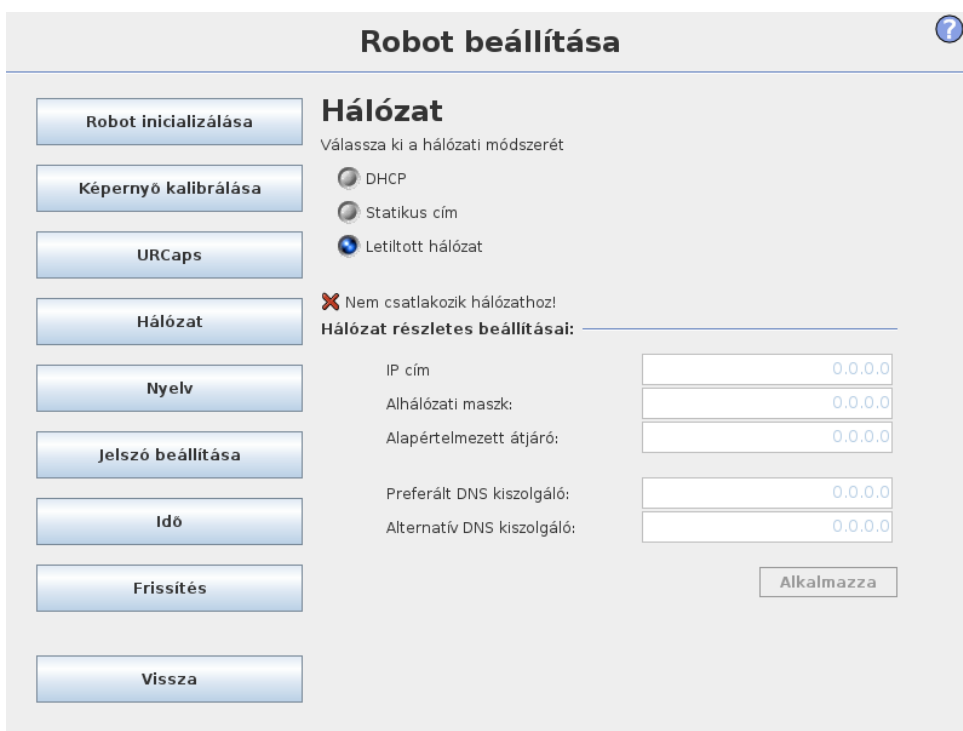 Robot beállítása
?
Robot inicializálása
Képernyő kalibrálása
URCaps
Hálózat
Nyelv
Jelszó beállítása
Idő
Frissítés
Vissza
Hálózat
Válassza ki a hálózati módszerét
DHCP
Statikus cím
Letiltott hálózat
Nem csatlakozik hálózathoz!
Hálózat részletes beállításai:
IP cím 0.0.0.0
Alhálózati maszk: 0.0.0.0
Alapértelmezett átjáró: 0.0.0.0
Preferált DNS kiszolgáló: 0.0.0.0
Alternatív DNS kiszolgáló: 0.0.0.0
Alkalmazza